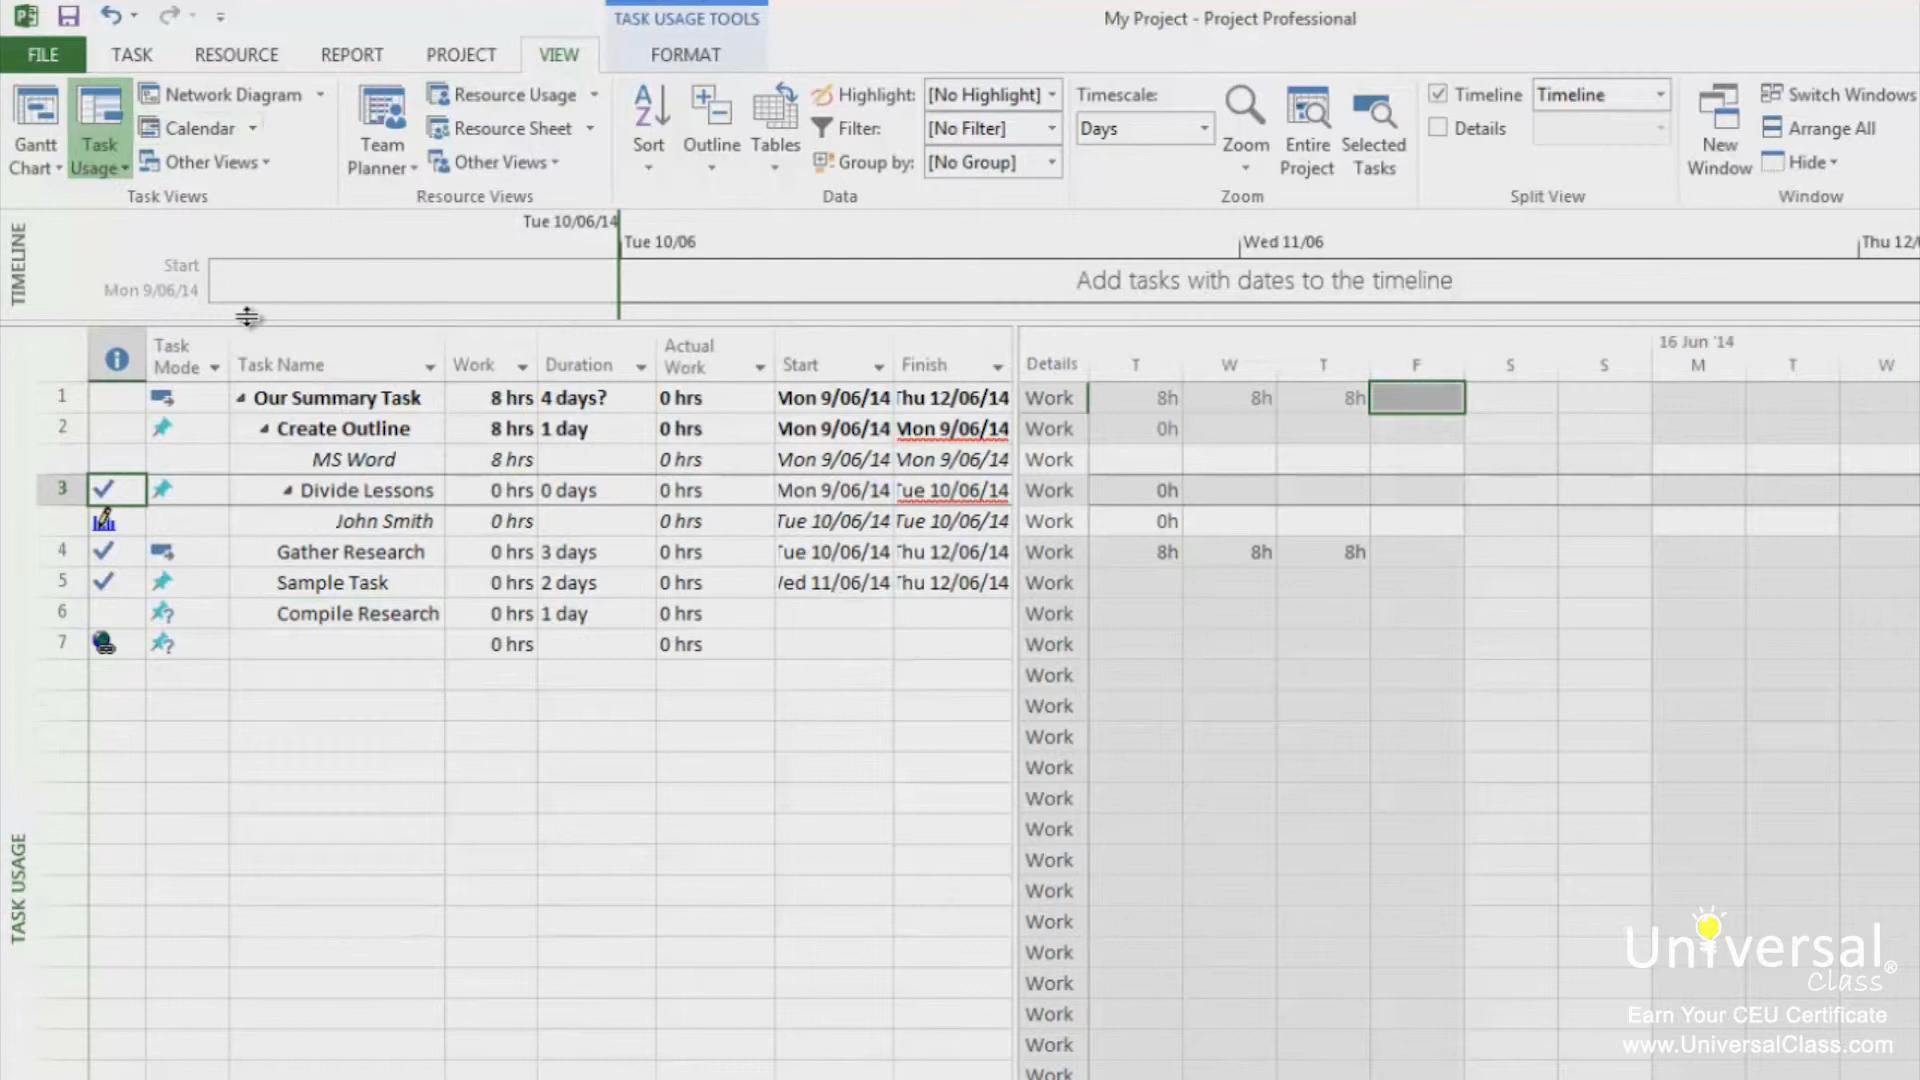 TASK USAGE TOOLS
My Project - Project Professional
FILE TASK RESOURCE REPORT PROJECT VIEW FORMAT
Gantt Chart
Task Usage
Network Diagram
Calendar
Other Views
Task Views
Team Planner
Resource Usage
Resource Sheet
Other Views
Resource Views
A Z Sort
Outline
Tables
Highlight: [No Highlight]
Filter: [No Filter]
Group by: [No Group]
Data
Timescale:
Days
Zoom
Entire Project
Selected Tasks
Zoom
Timeline Timeline
Details
Split View
New Window
Switch Windows
Arrange All
Hide
Window
TIMELINE
Tue 10/06/14
Tue 10/06 Wed 11/06 Thu 12/
Start
Mon 9/06/14
Add tasks with dates to the timeline
Task Mode Task Name Work Duration Actual Work Start Finish Details 16 Jun '14
T W T F S S M T W
1 Our Summary Task 8 hrs 4 days? 0 hrs Mon 9/06/14 Thu 12/06/14 Work 8h 8h 8h
2 Create Outline 8 hrs 1 day 0 hrs Mon 9/06/14 Mon 9/06/14 Work 0h
MS Word 8 hrs 0 hrs Mon 9/06/14 Mon 9/06/14 Work
3 Divide Lessons 0 hrs 0 days 0 hrs Mon 9/06/14 Tue 10/06/14 Work 0h
John Smith 0 hrs 0 hrs Tue 10/06/14 Tue 10/06/14 Work 0h
4 Gather Research 0 hrs 3 days 0 hrs Tue 10/06/14 Thu 12/06/14 Work 8h 8h 8h
5 Sample Task 0 hrs 2 days 0 hrs Wed 11/06/14 Thu 12/06/14 Work
6 Compile Research 0 hrs 1 day 0 hrs Work
7 0 hrs 0 hrs Work
Work
Work
Work
Work
Work
Work
Work
Work
Work
Work
Work
Work
Work
Work
TASK USAGE
Universal Class®
Earn Your CEU Certificate
www.UniversalClass.com